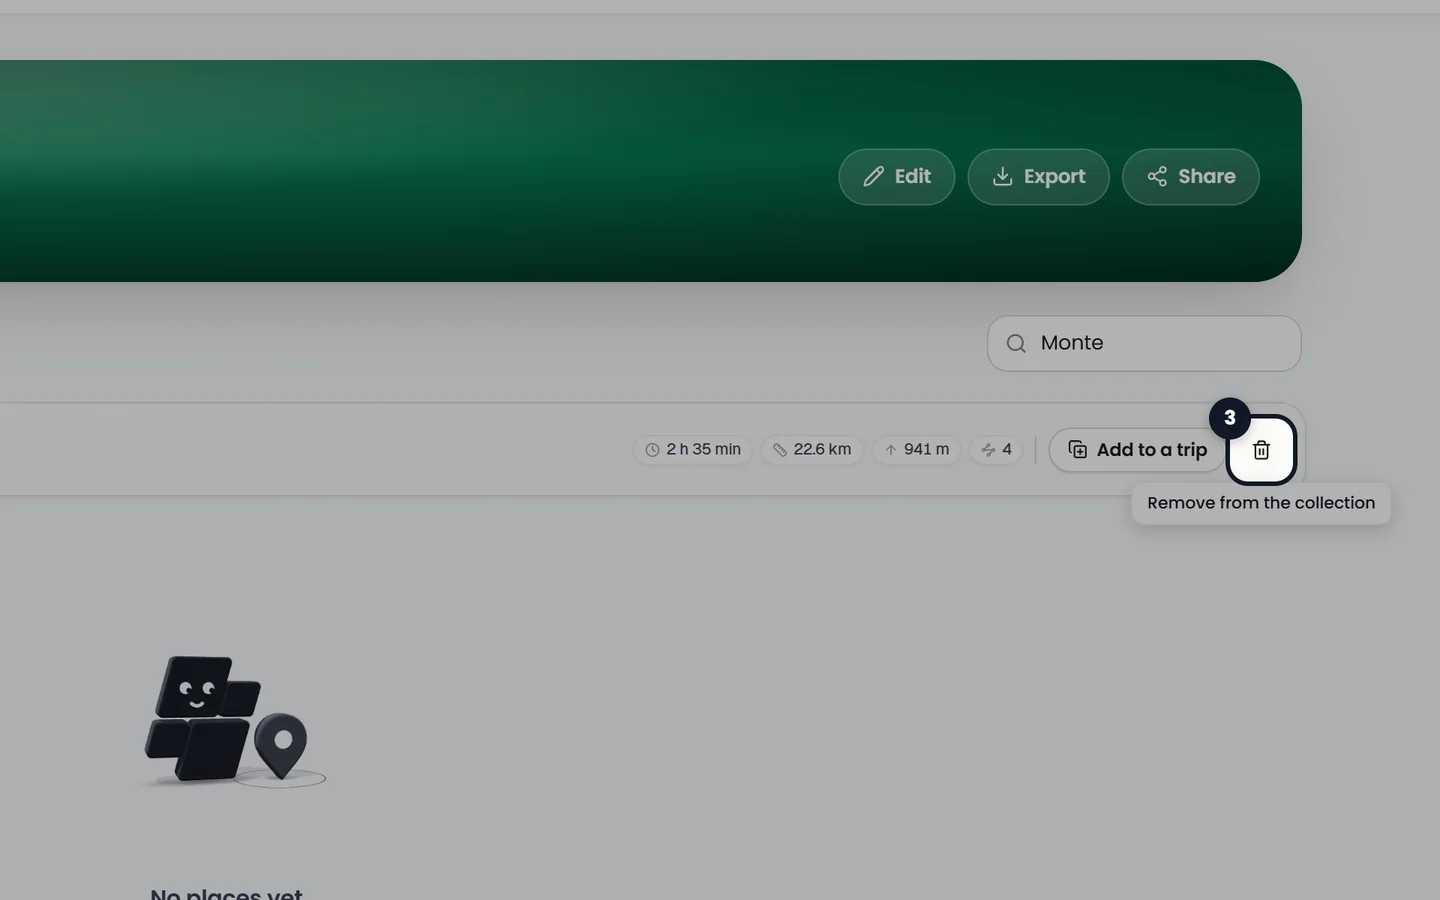 Edit
Export
Share
Monte
3
2 h 35 min
22.6 km
941 m
4
Add to a trip
Remove from the collection
No places yet